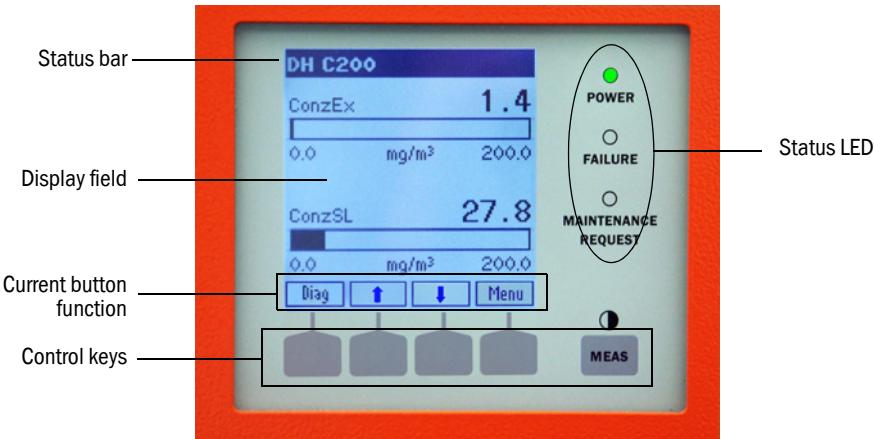 Status bar
DH C200
ConzEx 1.4
0.0 mg/m³ 200.0
Display field
ConzSL 27.8
0.0 mg/m³ 200.0
Current button
function
Diag ⬆ ⬇ Menu
Control keys
MEAS
POWER
FAILURE
MAINTENANCE
REQUEST
Status LED